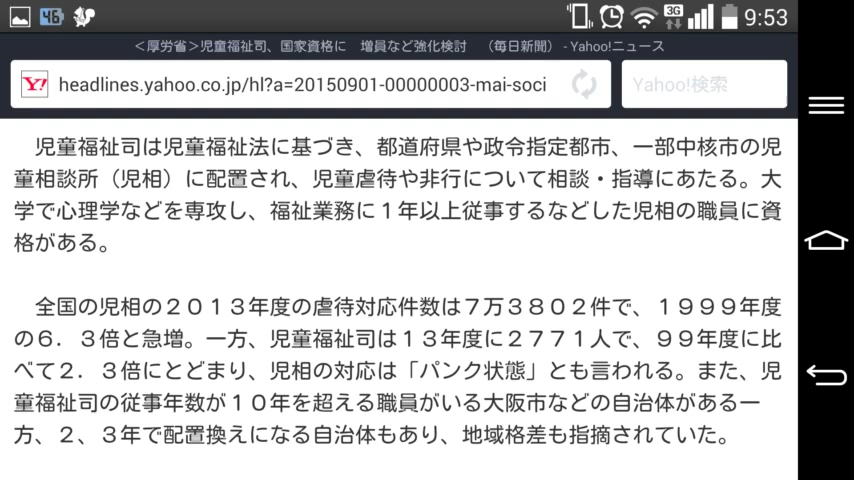 46
3G
9:53
<厚労省>児童福祉司、国家資格に 増員など強化検討 （毎日新聞） - Yahoo!ニュース
Y! headlines.yahoo.co.jp/hl?a=20150901-00000003-mai-soci Yahoo!検索
児童福祉司は児童福祉法に基づき、都道府県や政令指定都市、一部中核市の児
童相談所（児相）に配置され、児童虐待や非行について相談・指導にあたる。大
学で心理学などを専攻し、福祉業務に１年以上従事するなどした児相の職員に資
格がある。
全国の児相の２０１３年度の虐待対応件数は７万３８０２件で、１９９９年度
の６．３倍と急増。一方、児童福祉司は１３年度に２７７１人で、９９年度に比
べて２．３倍にとどまり、児相の対応は「パンク状態」とも言われる。また、児
童福祉司の従事年数が１０年を超える職員がいる大阪市などの自治体がある一
方、２、３年で配置換えになる自治体もあり、地域格差も指摘されていた。